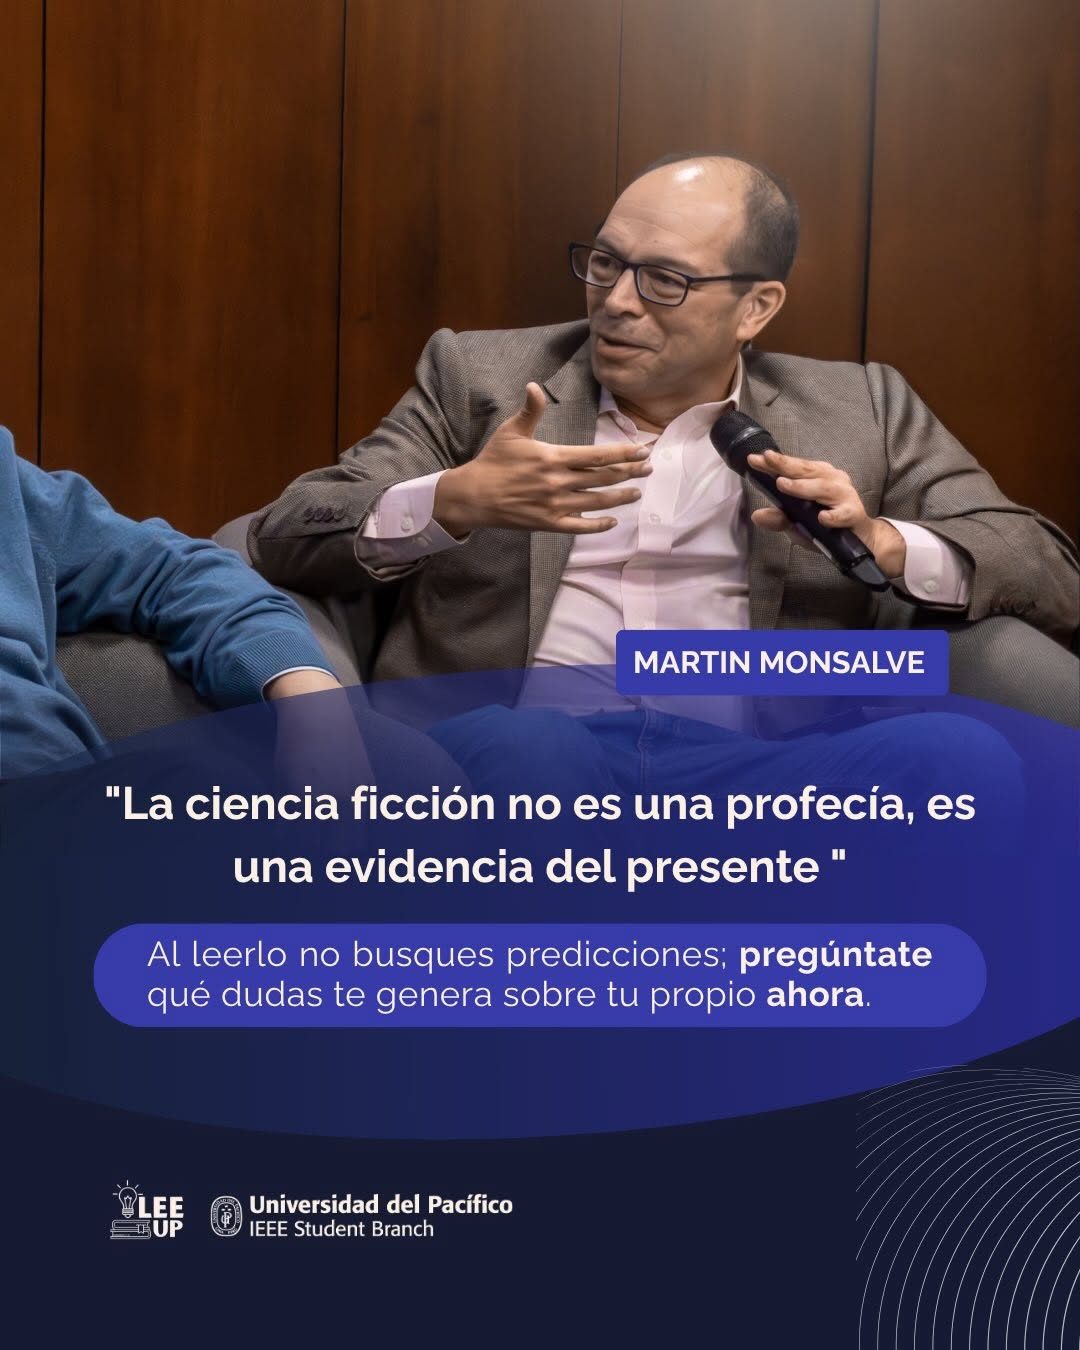 MARTIN MONSALVE
"La ciencia ficción no es una profecía, es
una evidencia del presente "
Al leerlo no busques predicciones; pregúntate
qué dudas te genera sobre tu propio ahora.
LEE
UP
Universidad del Pacífico
IEEE Student Branch